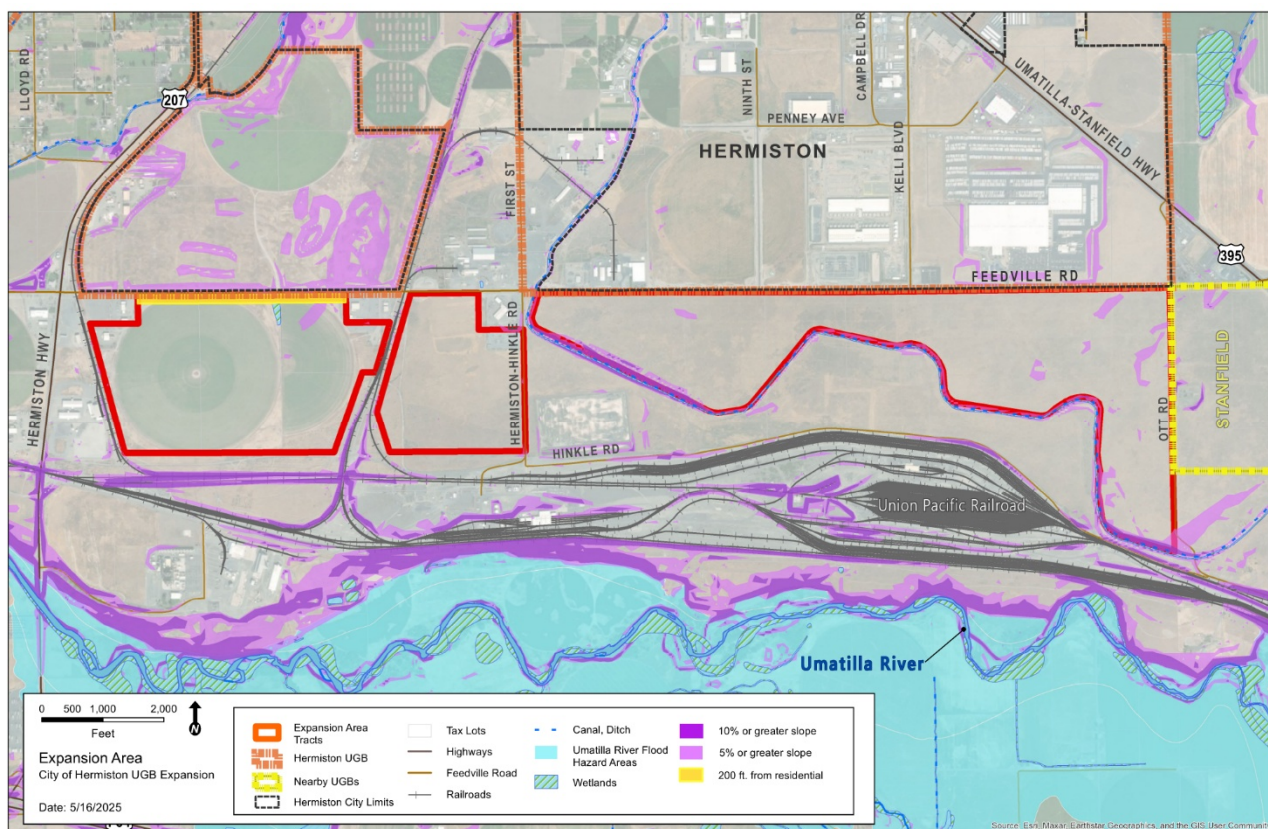 LLOYD RD
207
HERMISTON HWY
FIRST ST
HERMISTON-HINKLE RD
NINTH ST
CAMPBELL DR
PENNEY AVE
HERMISTON
KELLI BLVD
UMATILLA-STANFIELD HWY
395
FEEDVILLE RD
OTT RD
STANFIELD
HINKLE RD
Union Pacific Railroad
Umatilla River
0 500 1,000 2,000
Feet
N
Expansion Area
City of Hermiston UGB Expansion
Date: 5/16/2025
Expansion Area
Tracts
Hermiston UGB
Nearby UGBs
Hermiston City Limits
Tax Lots
Highways
Feedville Road
Railroads
Canal, Ditch
Umatilla River Flood
Hazard Areas
Wetlands
10% or greater slope
5% or greater slope
200 ft. from residential
Source: Esri, Maxar, Earthstar Geographics, and the GIS User Communit